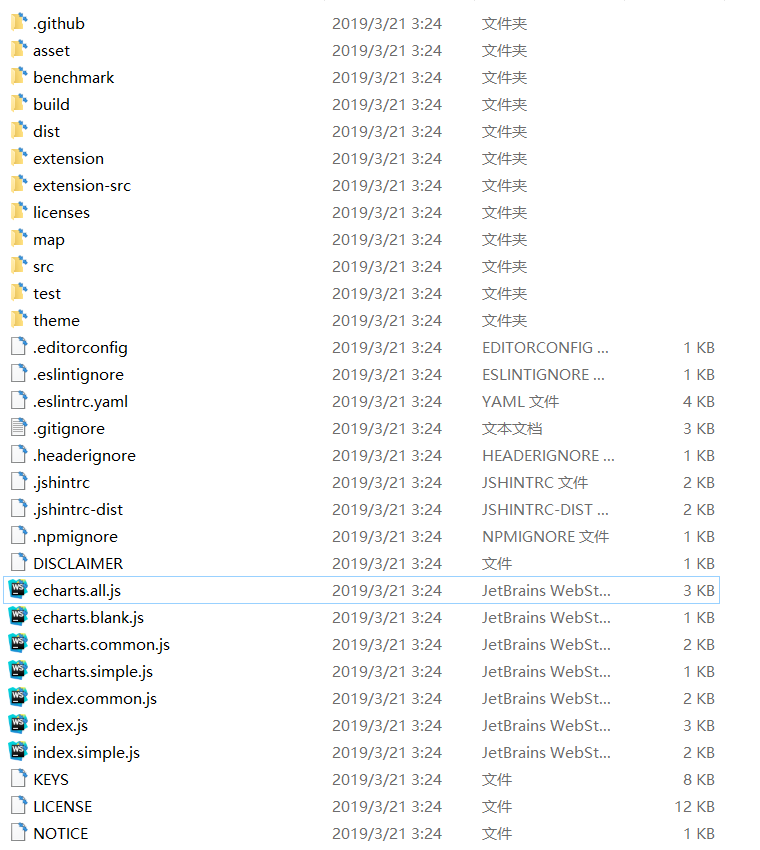 .github 2019/3/21 3:24 文件夹
asset 2019/3/21 3:24 文件夹
benchmark 2019/3/21 3:24 文件夹
build 2019/3/21 3:24 文件夹
dist 2019/3/21 3:24 文件夹
extension 2019/3/21 3:24 文件夹
extension-src 2019/3/21 3:24 文件夹
licenses 2019/3/21 3:24 文件夹
map 2019/3/21 3:24 文件夹
src 2019/3/21 3:24 文件夹
test 2019/3/21 3:24 文件夹
theme 2019/3/21 3:24 文件夹
.editorconfig 2019/3/21 3:24 EDITORCONFIG ... 1 KB
.eslintignore 2019/3/21 3:24 ESLINTIGNORE ... 1 KB
.eslintrc.yaml 2019/3/21 3:24 YAML 文件 4 KB
.gitignore 2019/3/21 3:24 文本文档 3 KB
.headerignore 2019/3/21 3:24 HEADERIGNORE ... 1 KB
.jshintrc 2019/3/21 3:24 JSHINTRC 文件 2 KB
.jshintrc-dist 2019/3/21 3:24 JSHINTRC-DIST ... 2 KB
.npmignore 2019/3/21 3:24 NPMIGNORE 文件 1 KB
DISCLAIMER 2019/3/21 3:24 文件 1 KB
WS echarts.all.js 2019/3/21 3:24 JetBrains WebSt... 3 KB
WS echarts.blank.js 2019/3/21 3:24 JetBrains WebSt... 1 KB
WS echarts.common.js 2019/3/21 3:24 JetBrains WebSt... 2 KB
WS echarts.simple.js 2019/3/21 3:24 JetBrains WebSt... 1 KB
WS index.common.js 2019/3/21 3:24 JetBrains WebSt... 2 KB
WS index.js 2019/3/21 3:24 JetBrains WebSt... 3 KB
WS index.simple.js 2019/3/21 3:24 JetBrains WebSt... 2 KB
KEYS 2019/3/21 3:24 文件 8 KB
LICENSE 2019/3/21 3:24 文件 12 KB
NOTICE 2019/3/21 3:24 文件 1 KB